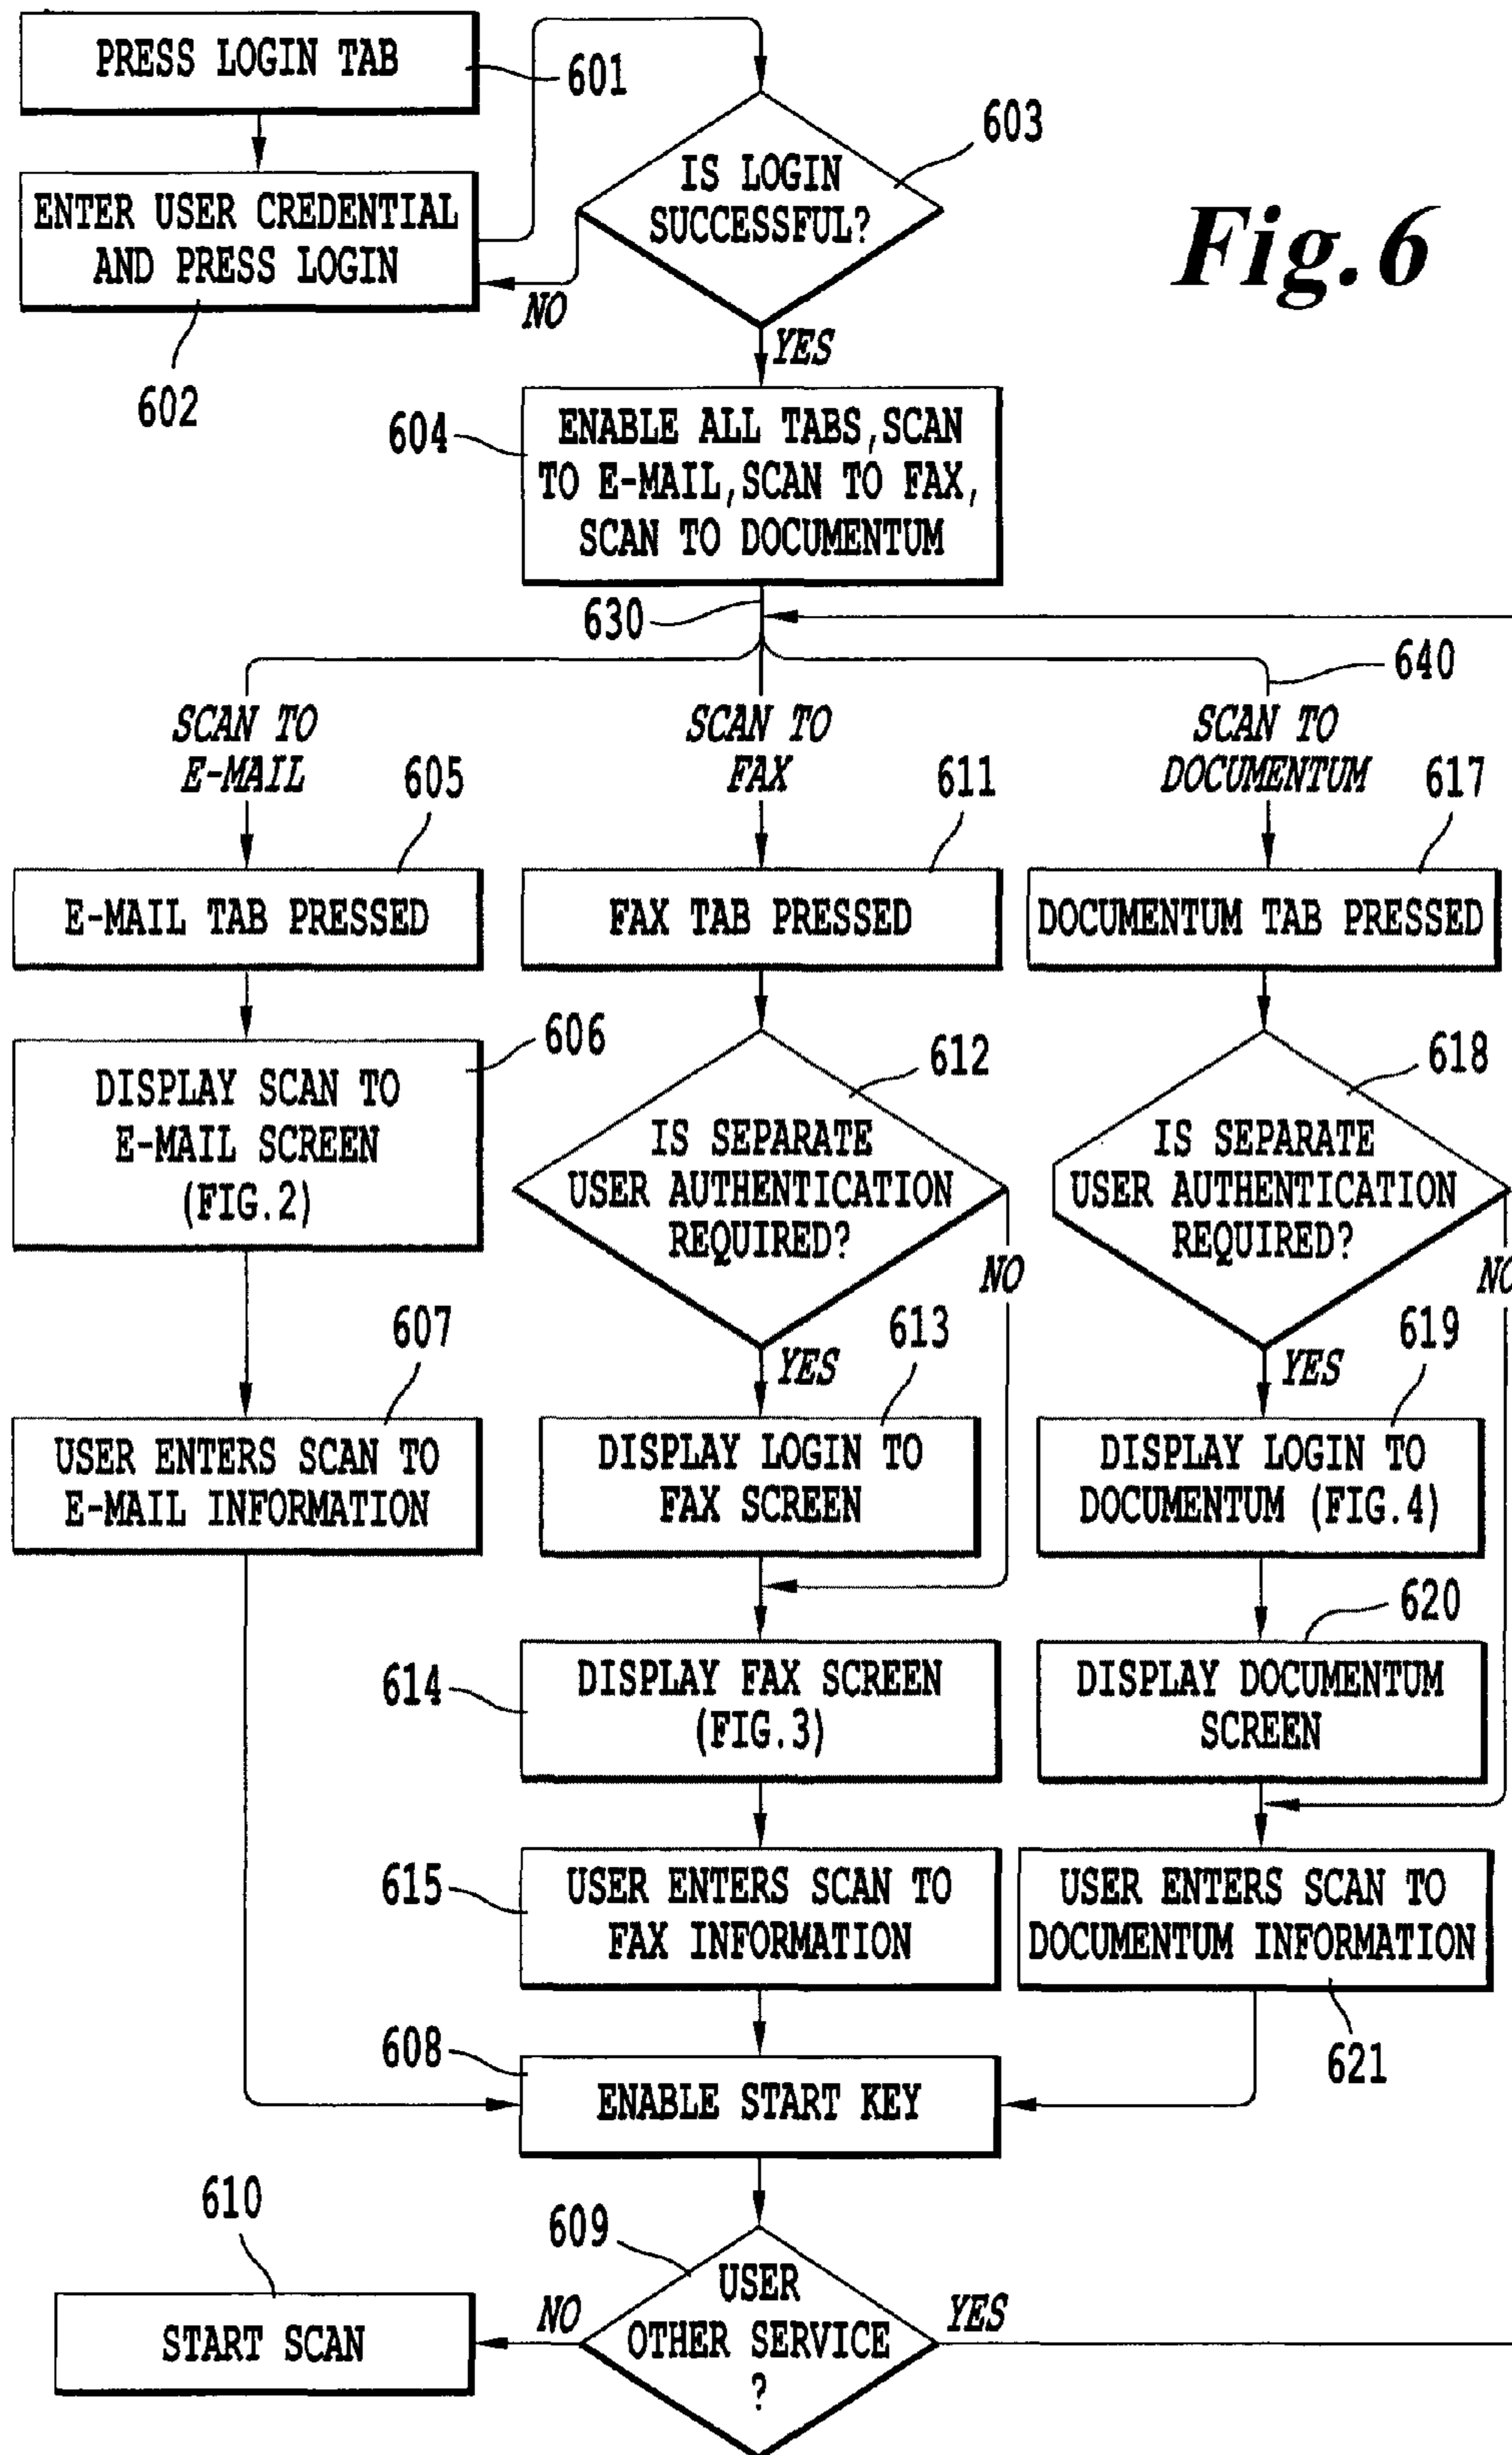 PRESS LOGIN TAB
601
ENTER USER CREDENTIAL
AND PRESS LOGIN
602
IS LOGIN
SUCCESSFUL?
603
NO
YES
Fig. 6
604
ENABLE ALL TABS, SCAN
TO E-MAIL, SCAN TO FAX,
SCAN TO DOCUMENTUM
630
640
SCAN TO
E-MAIL
605
SCAN TO
FAX
611
SCAN TO
DOCUMENTUM
617
E-MAIL TAB PRESSED
FAX TAB PRESSED
DOCUMENTUM TAB PRESSED
606
DISPLAY SCAN TO
E-MAIL SCREEN
(FIG.2)
612
IS SEPARATE
USER AUTHENTICATION
REQUIRED?
NO
YES
618
IS SEPARATE
USER AUTHENTICATION
REQUIRED?
NO
YES
607
USER ENTERS SCAN TO
E-MAIL INFORMATION
613
DISPLAY LOGIN TO
FAX SCREEN
619
DISPLAY LOGIN TO
DOCUMENTUM (FIG.4)
614
DISPLAY FAX SCREEN
(FIG.3)
620
DISPLAY DOCUMENTUM
SCREEN
615
USER ENTERS SCAN TO
FAX INFORMATION
USER ENTERS SCAN TO
DOCUMENTUM INFORMATION
621
608
ENABLE START KEY
610
START SCAN
609
NO
USER
OTHER SERVICE
?
YES